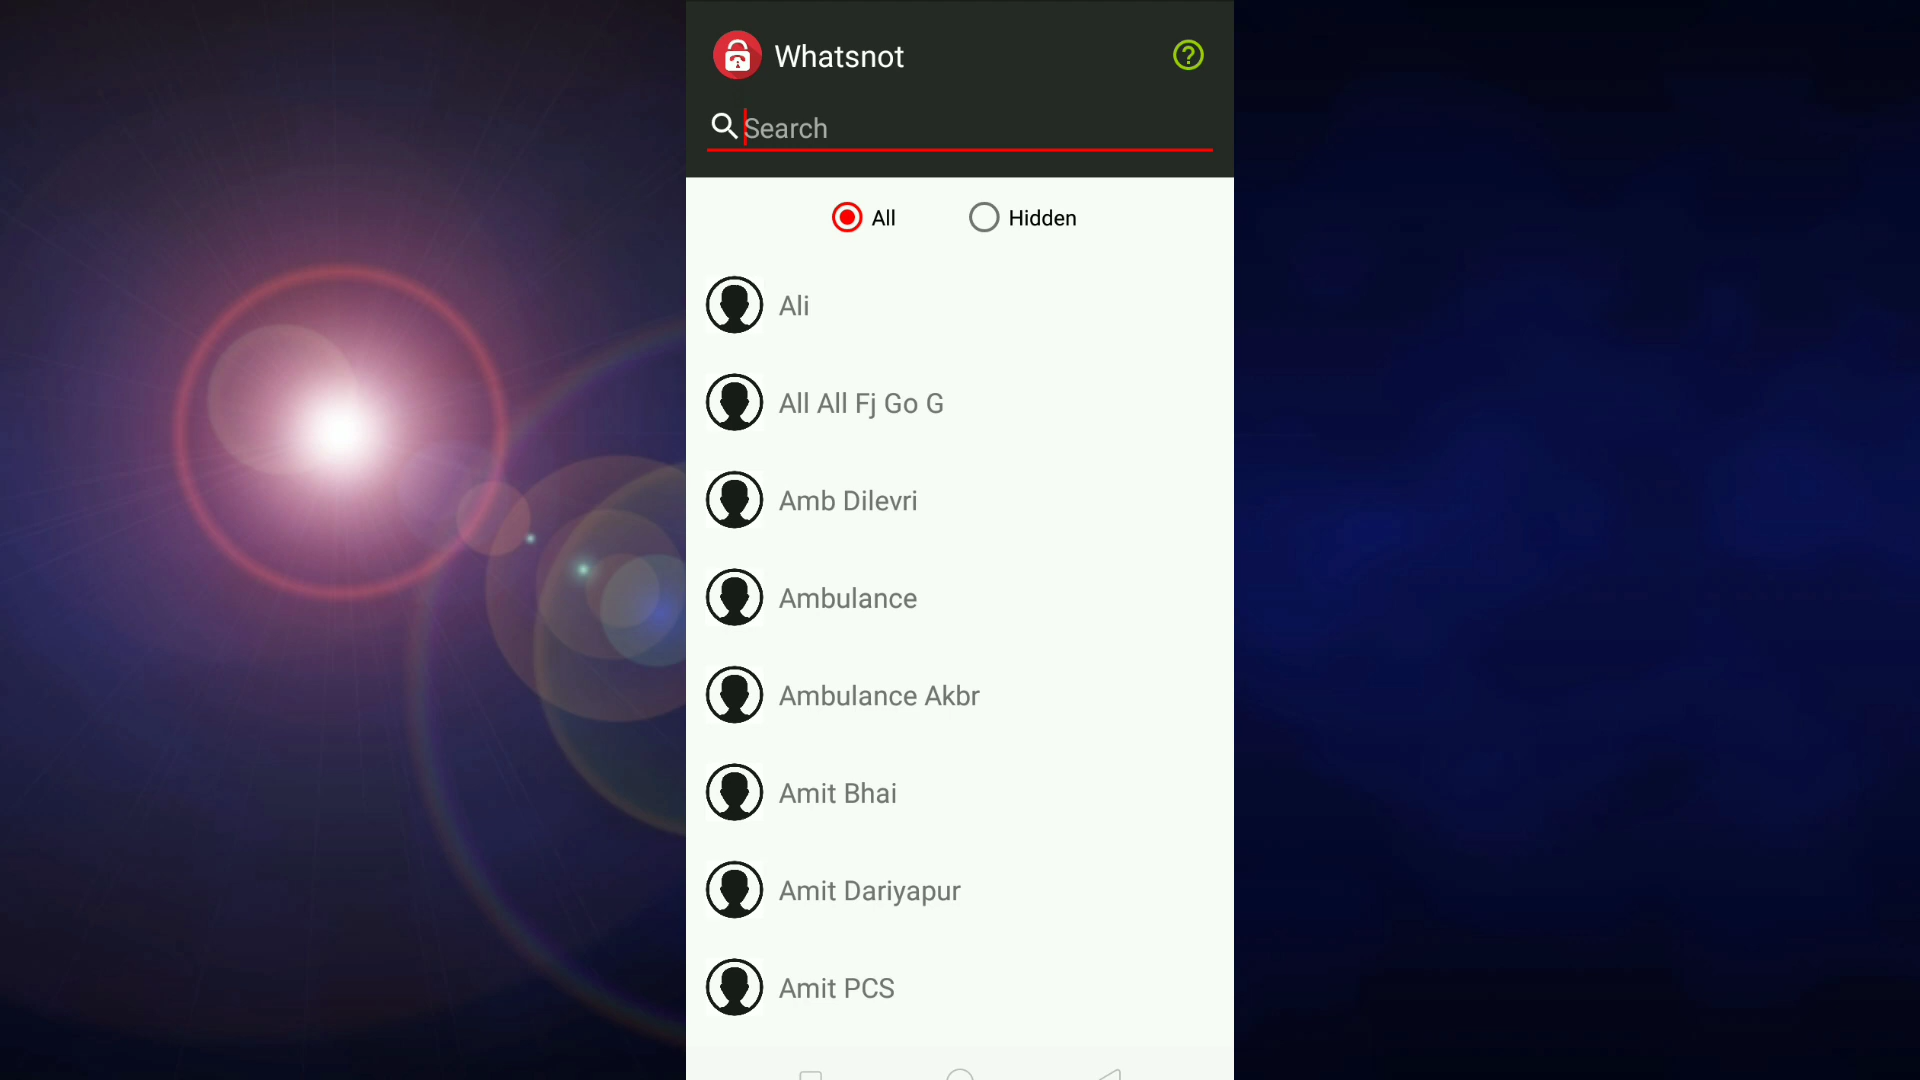 Whatsnot
Search
All
Hidden
Ali
All All Fj Go G
Amb Dilevri
Ambulance
Ambulance Akbr
Amit Bhai
Amit Dariyapur
Amit PCS